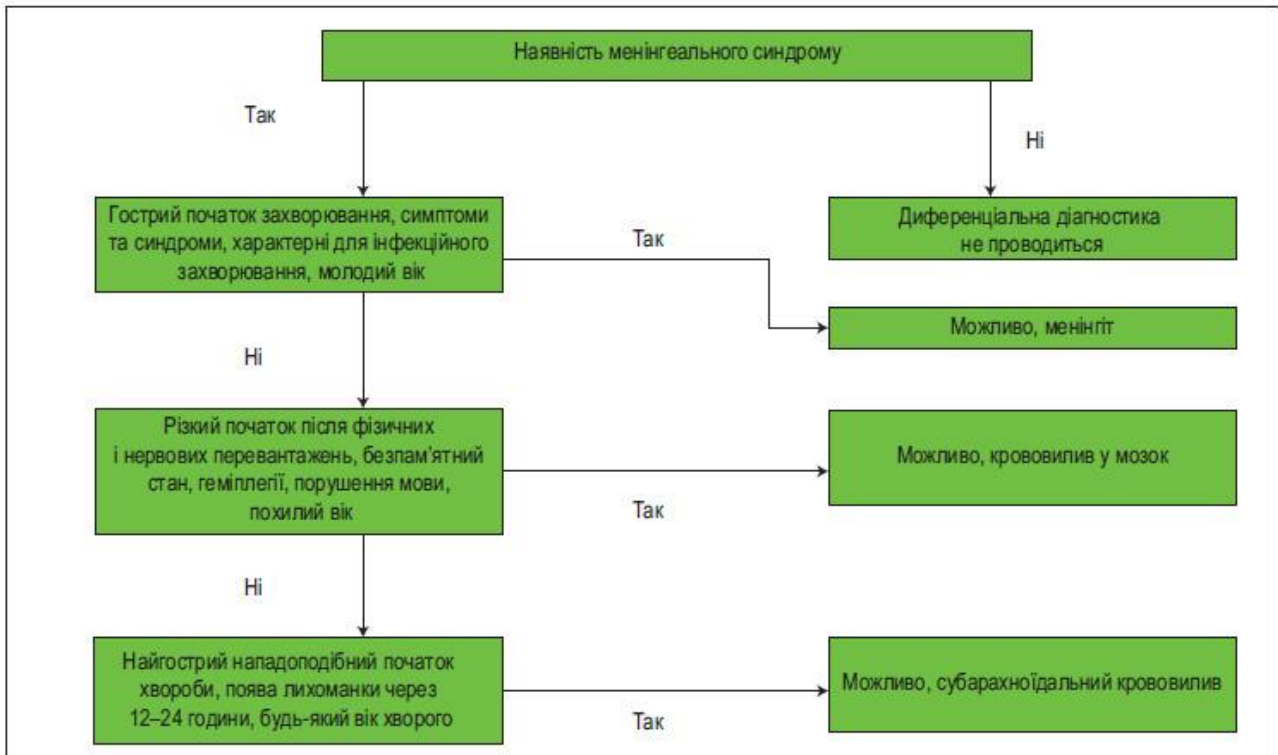 Наявність менінгеального синдрому
Так
Ні
Гострий початок захворювання, симптоми
та синдроми, характерні для інфекційного
захворювання, молодий вік
Так
Диференціальна діагностика
не проводиться
Можливо, менінгіт
Ні
Різкий початок після фізичних
і нервових перевантажень, безпам’ятний
стан, геміплегії, порушення мови,
похилий вік
Так
Можливо, крововилив у мозок
Ні
Найгострий нападоподібний початок
хвороби, поява лихоманки через
12–24 години, будь-який вік хворого
Так
Можливо, субарахноїдальний крововилив